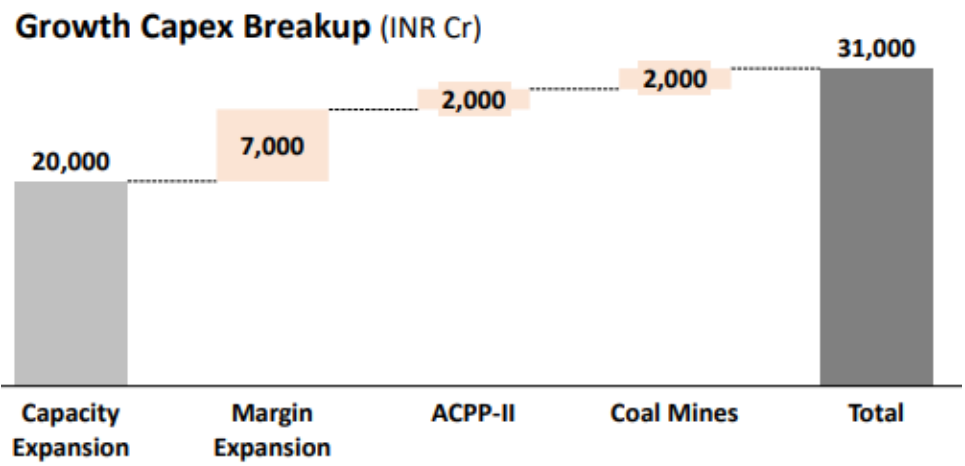 Growth Capex Breakup (INR Cr)
31,000
2,000
2,000
7,000
20,000
Capacity Expansion
Margin Expansion
ACPP-II
Coal Mines
Total